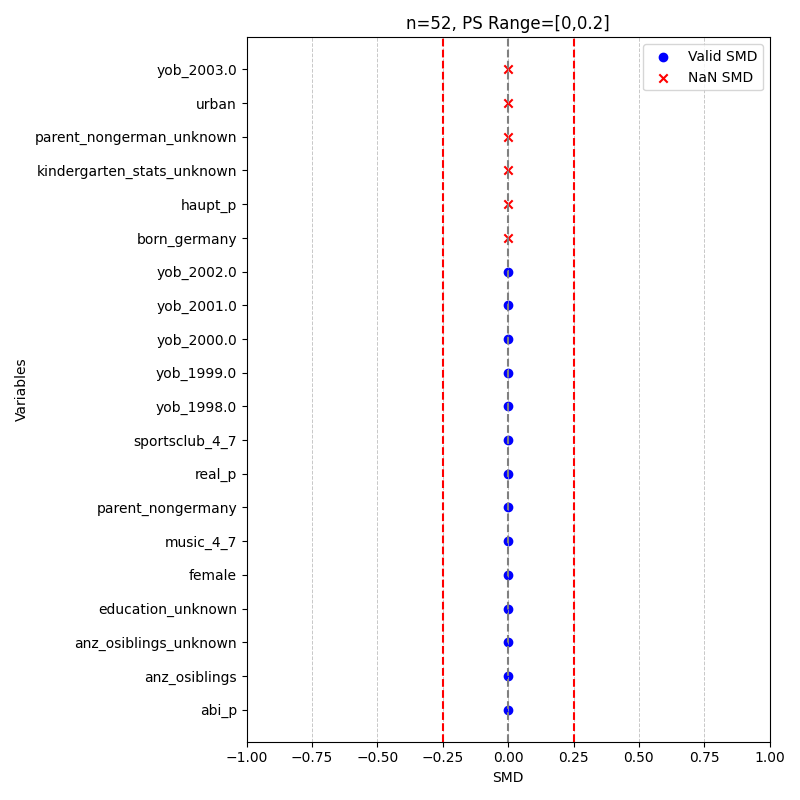 n=52, PS Range=[0,0.2]
Valid SMD
NaN SMD
yob_2003.0
urban
parent_nongerman_unknown
kindergarten_stats_unknown
haupt_p
born_germany
yob_2002.0
yob_2001.0
yob_2000.0
yob_1999.0
yob_1998.0
sportsclub_4_7
real_p
parent_nongermany
music_4_7
female
education_unknown
anz_osiblings_unknown
anz_osiblings
abi_p
Variables
−1.00 −0.75 −0.50 −0.25 0.00 0.25 0.50 0.75 1.00
SMD